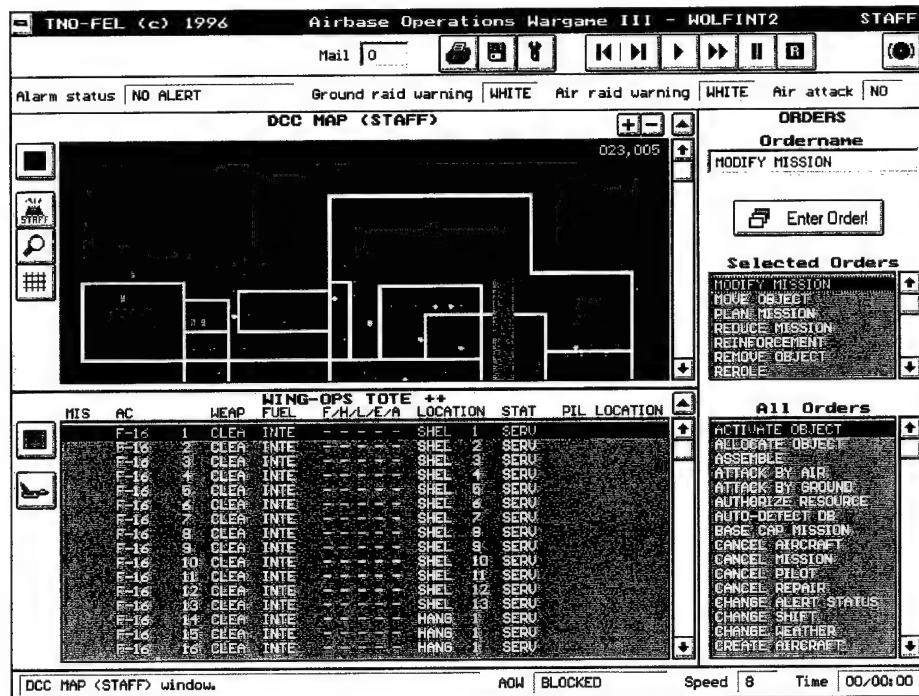 TNO-FEL (c) 1996 Airbase Operations Wargame III - WOLFINT2 STAFF
Mail 0
Alarm status NO ALERT Ground raid warning WHITE Air raid warning WHITE Air attack NO
DCC MAP (STAFF)
023,005
STAFF
WING-OPS TOTE ++
MIS AC WEAP FUEL F/H/L/E/A LOCATION STAT PIL LOCATION
F-16 1 CLEA INTE - - - - - SHEL 1 SERV
F-16 2 CLEA INTE - - - - - SHEL 2 SERV
F-16 3 CLEA INTE - - - - - SHEL 3 SERV
F-16 4 CLEA INTE - - - - - SHEL 4 SERV
F-16 5 CLEA INTE - - - - - SHEL 5 SERV
F-16 6 CLEA INTE - - - - - SHEL 6 SERV
F-16 7 CLEA INTE - - - - - SHEL 7 SERV
F-16 8 CLEA INTE - - - - - SHEL 8 SERV
F-16 9 CLEA INTE - - - - - SHEL 9 SERV
F-16 10 CLEA INTE - - - - - SHEL 10 SERV
F-16 11 CLEA INTE - - - - - SHEL 11 SERV
F-16 12 CLEA INTE - - - - - SHEL 12 SERV
F-16 13 CLEA INTE - - - - - SHEL 13 SERV
F-16 14 CLEA INTE - - - - - HANG 1 SERV
F-16 15 CLEA INTE - - - - - HANG 1 SERV
F-16 16 CLEA INTE - - - - - HANG 1 SERV
ORDERS
Ordername
MODIFY MISSION
Enter Order!
Selected Orders
MODIFY MISSION
MOVE OBJECT
PLAN MISSION
REDUCE MISSION
REINFORCEMENT
REMOVE OBJECT
REROLE
All Orders
ACTIVATE OBJECT
ALLOCATE OBJECT
ASSEMBLE
ATTACK BY AIR
ATTACK BY GROUND
AUTHORIZE RESOURCE
AUTO-DETECT DB
BASE CAP MISSION
CANCEL AIRCRAFT
CANCEL MISSION
CANCEL PILOT
CANCEL REPAIR
CHANGE ALERT STATUS
CHANGE SHIFT
CHANGE WEATHER
CREATE AIRCRAFT
DCC MAP (STAFF) window. AOW BLOCKED Speed 8 Time 00/00:00